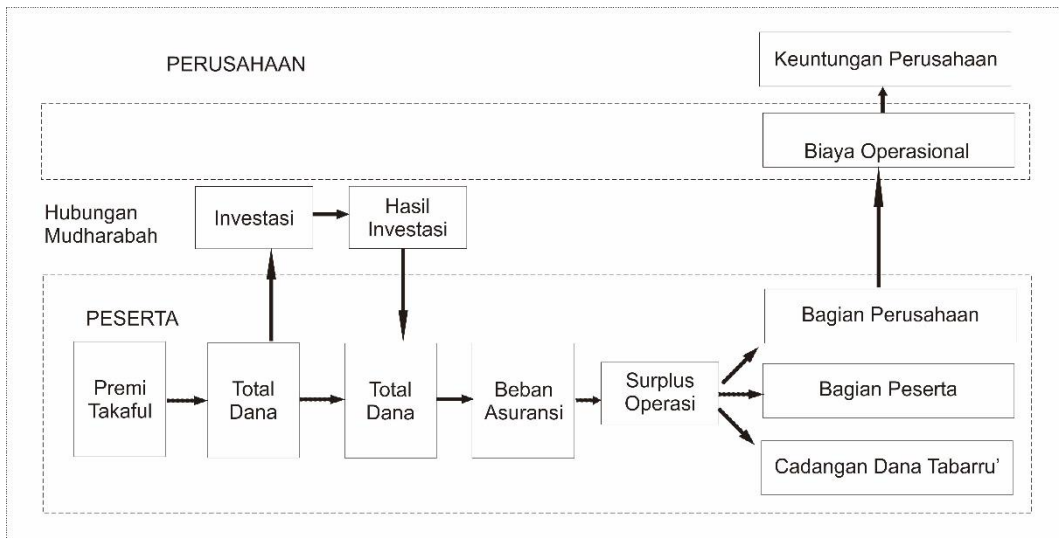 PERUSAHAAN
Keuntungan Perusahaan
Biaya Operasional
Hubungan
Mudharabah
Investasi
Hasil
Investasi
PESERTA
Premi
Takaful
Total
Dana
Total
Dana
Beban
Asuransi
Surplus
Operasi
Bagian Perusahaan
Bagian Peserta
Cadangan Dana Tabarru’